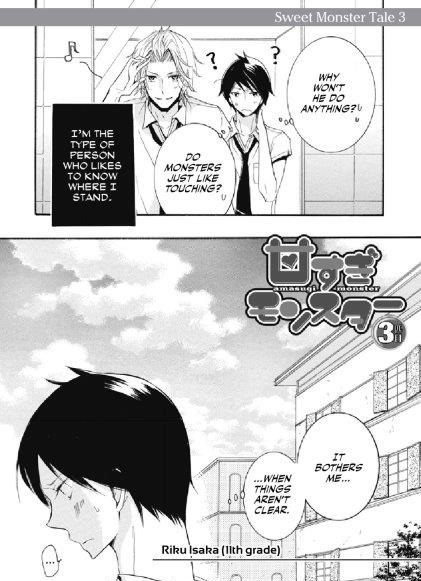 Sweet Monster Tale 3
WHY
WON'T
HE DO
ANYTHING?
I'M THE
TYPE OF
PERSON
WHO LIKES
TO KNOW
WHERE I
STAND.
DO
MONSTERS
JUST LIKE
TOUCHING?
甘すぎ
amasugi monster
モンスター
3
IT
BOTHERS
ME...
...WHEN
THINGS
AREN'T
CLEAR.
Riku Isaka (11th grade)
...